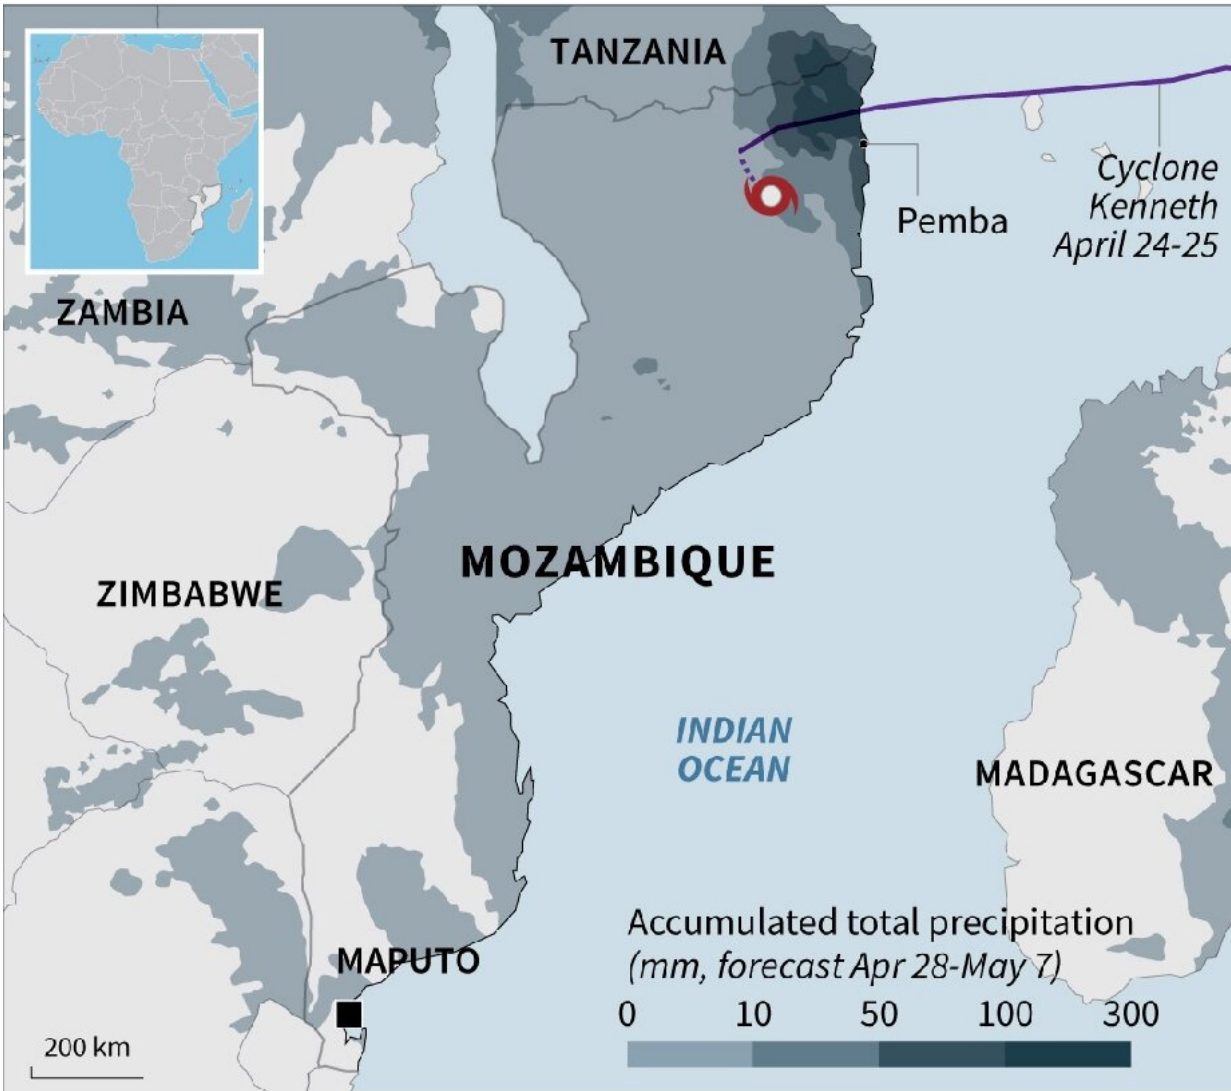 TANZANIA
Cyclone
Kenneth
April 24-25
Pemba
ZAMBIA
MOZAMBIQUE
ZIMBABWE
INDIAN
OCEAN
MADAGASCAR
MAPUTO
Accumulated total precipitation
(mm, forecast Apr 28-May 7)
0 10 50 100 300
200 km